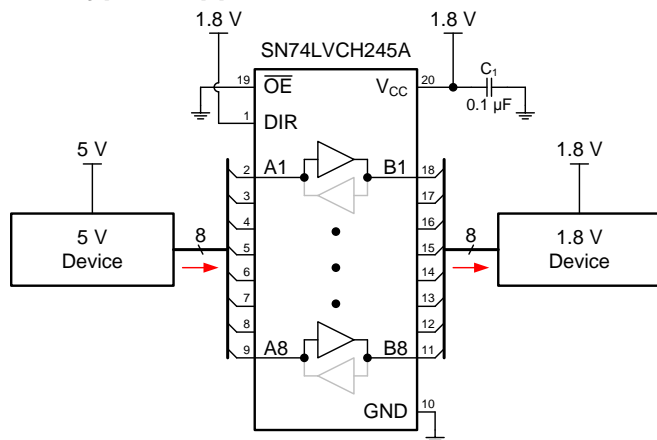 1.8 V
1.8 V
SN74LVCH245A
19
OE
VCC
20
C1
0.1 µF
1
DIR
5 V
1.8 V
2
A1
B1
18
3
17
4
16
5 V
Device
8
5
15
8
1.8 V
Device
6
14
7
13
8
12
9
A8
B8
11
GND
10